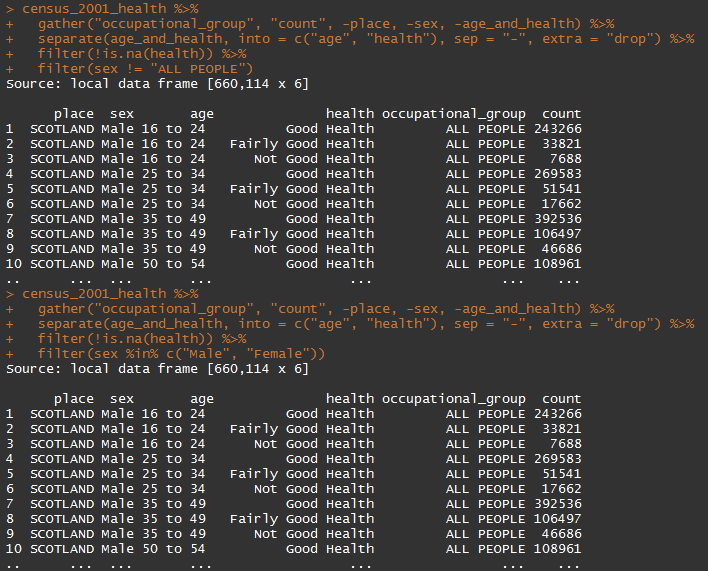 > census_2001_health %>%
+   gather("occupational_group", "count", -place, -sex, -age_and_health) %>%
+   separate(age_and_health, into = c("age", "health"), sep = "-", extra = "drop") %>%
+   filter(!is.na(health)) %>%
+   filter(sex != "ALL PEOPLE")
Source: local data frame [660,114 x 6]
place sex age health occupational_group count
1 SCOTLAND Male 16 to 24 Good Health ALL PEOPLE 243266
2 SCOTLAND Male 16 to 24 Fairly Good Health ALL PEOPLE 33821
3 SCOTLAND Male 16 to 24 Not Good Health ALL PEOPLE 7688
4 SCOTLAND Male 25 to 34 Good Health ALL PEOPLE 269583
5 SCOTLAND Male 25 to 34 Fairly Good Health ALL PEOPLE 51541
6 SCOTLAND Male 25 to 34 Not Good Health ALL PEOPLE 17662
7 SCOTLAND Male 35 to 49 Good Health ALL PEOPLE 392536
8 SCOTLAND Male 35 to 49 Fairly Good Health ALL PEOPLE 106497
9 SCOTLAND Male 35 to 49 Not Good Health ALL PEOPLE 46686
10 SCOTLAND Male 50 to 54 Good Health ALL PEOPLE 108961
.. ... ... ... ... ... ...
> census_2001_health %>%
+   gather("occupational_group", "count", -place, -sex, -age_and_health) %>%
+   separate(age_and_health, into = c("age", "health"), sep = "-", extra = "drop") %>%
+   filter(!is.na(health)) %>%
+   filter(sex %in% c("Male", "Female"))
Source: local data frame [660,114 x 6]
place sex age health occupational_group count
1 SCOTLAND Male 16 to 24 Good Health ALL PEOPLE 243266
2 SCOTLAND Male 16 to 24 Fairly Good Health ALL PEOPLE 33821
3 SCOTLAND Male 16 to 24 Not Good Health ALL PEOPLE 7688
4 SCOTLAND Male 25 to 34 Good Health ALL PEOPLE 269583
5 SCOTLAND Male 25 to 34 Fairly Good Health ALL PEOPLE 51541
6 SCOTLAND Male 25 to 34 Not Good Health ALL PEOPLE 17662
7 SCOTLAND Male 35 to 49 Good Health ALL PEOPLE 392536
8 SCOTLAND Male 35 to 49 Fairly Good Health ALL PEOPLE 106497
9 SCOTLAND Male 35 to 49 Not Good Health ALL PEOPLE 46686
10 SCOTLAND Male 50 to 54 Good Health ALL PEOPLE 108961
.. ... ... ... ... ... ...